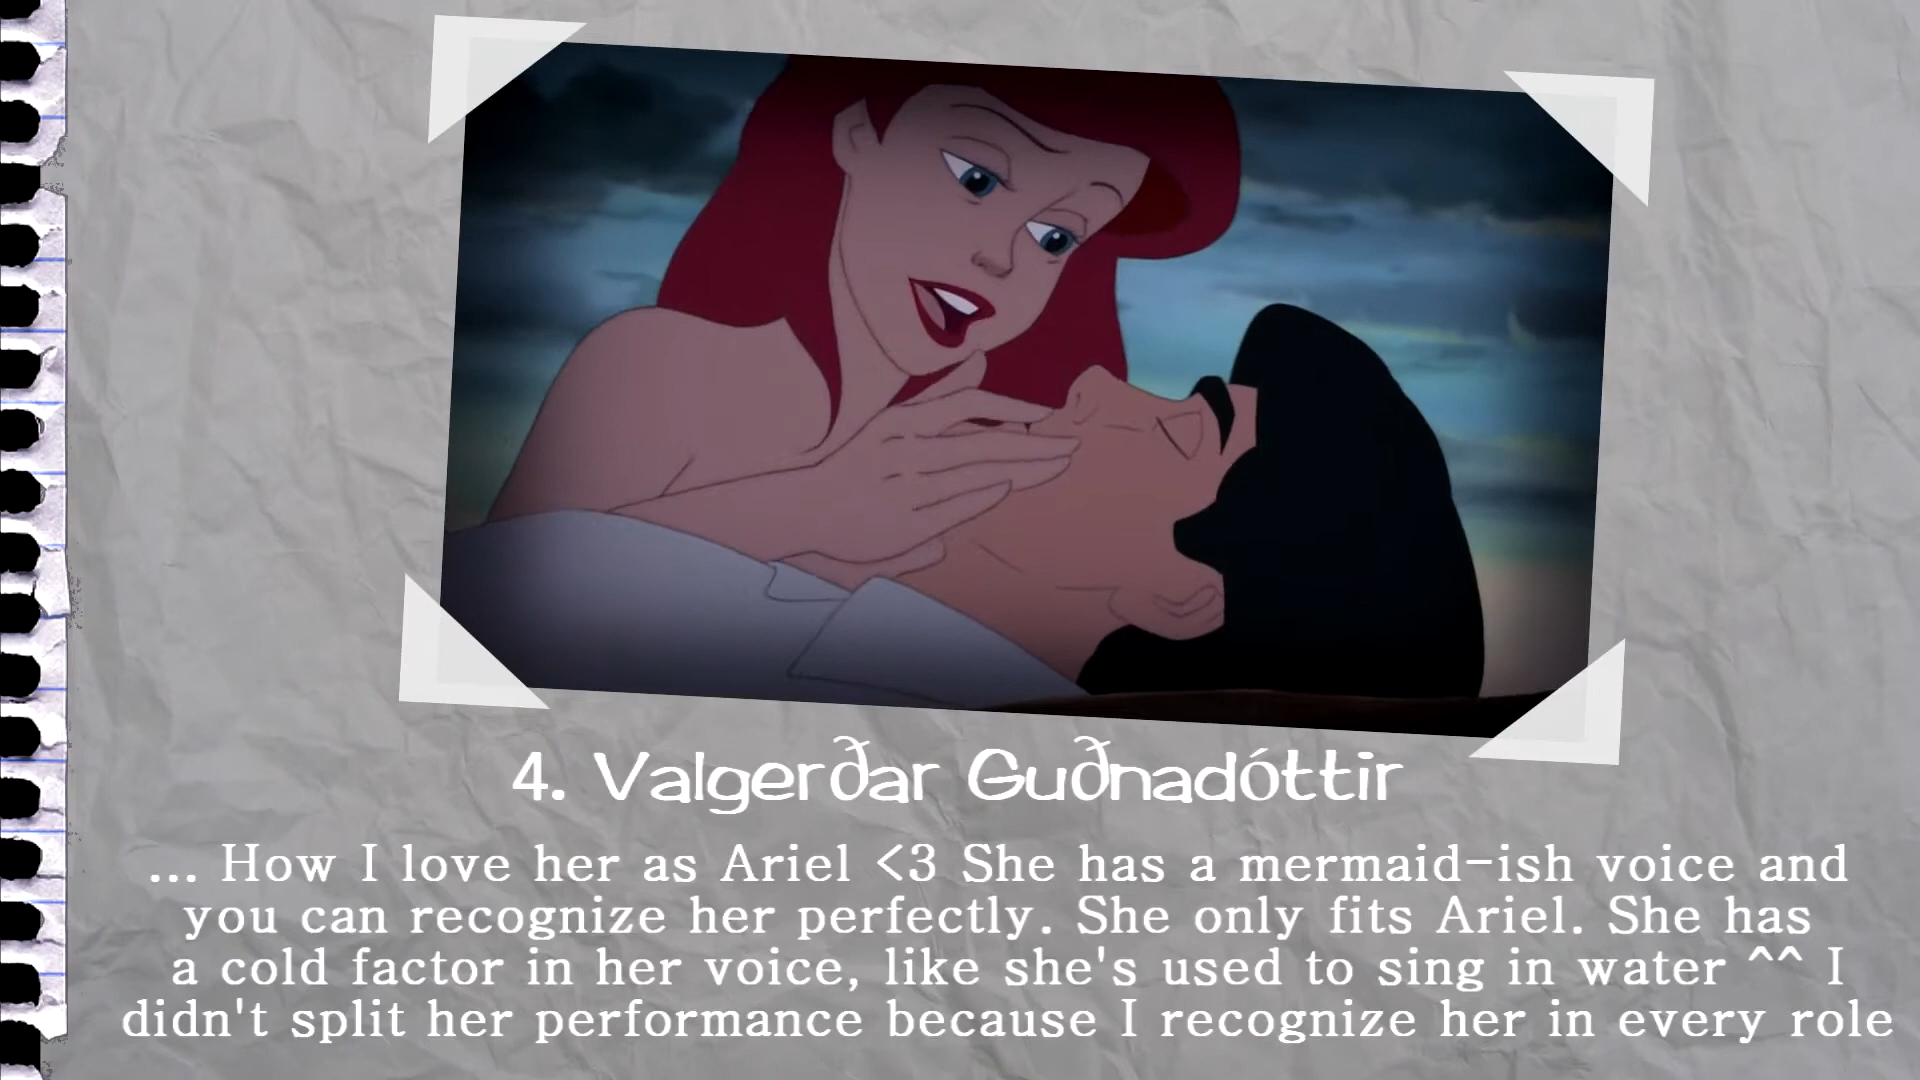 4. Valgerðar Guðnadóttir
... How I love her as Ariel <3 She has a mermaid-ish voice and
you can recognize her perfectly. She only fits Ariel. She has
a cold factor in her voice, like she's used to sing in water ^^ I
didn't split her performance because I recognize her in every role